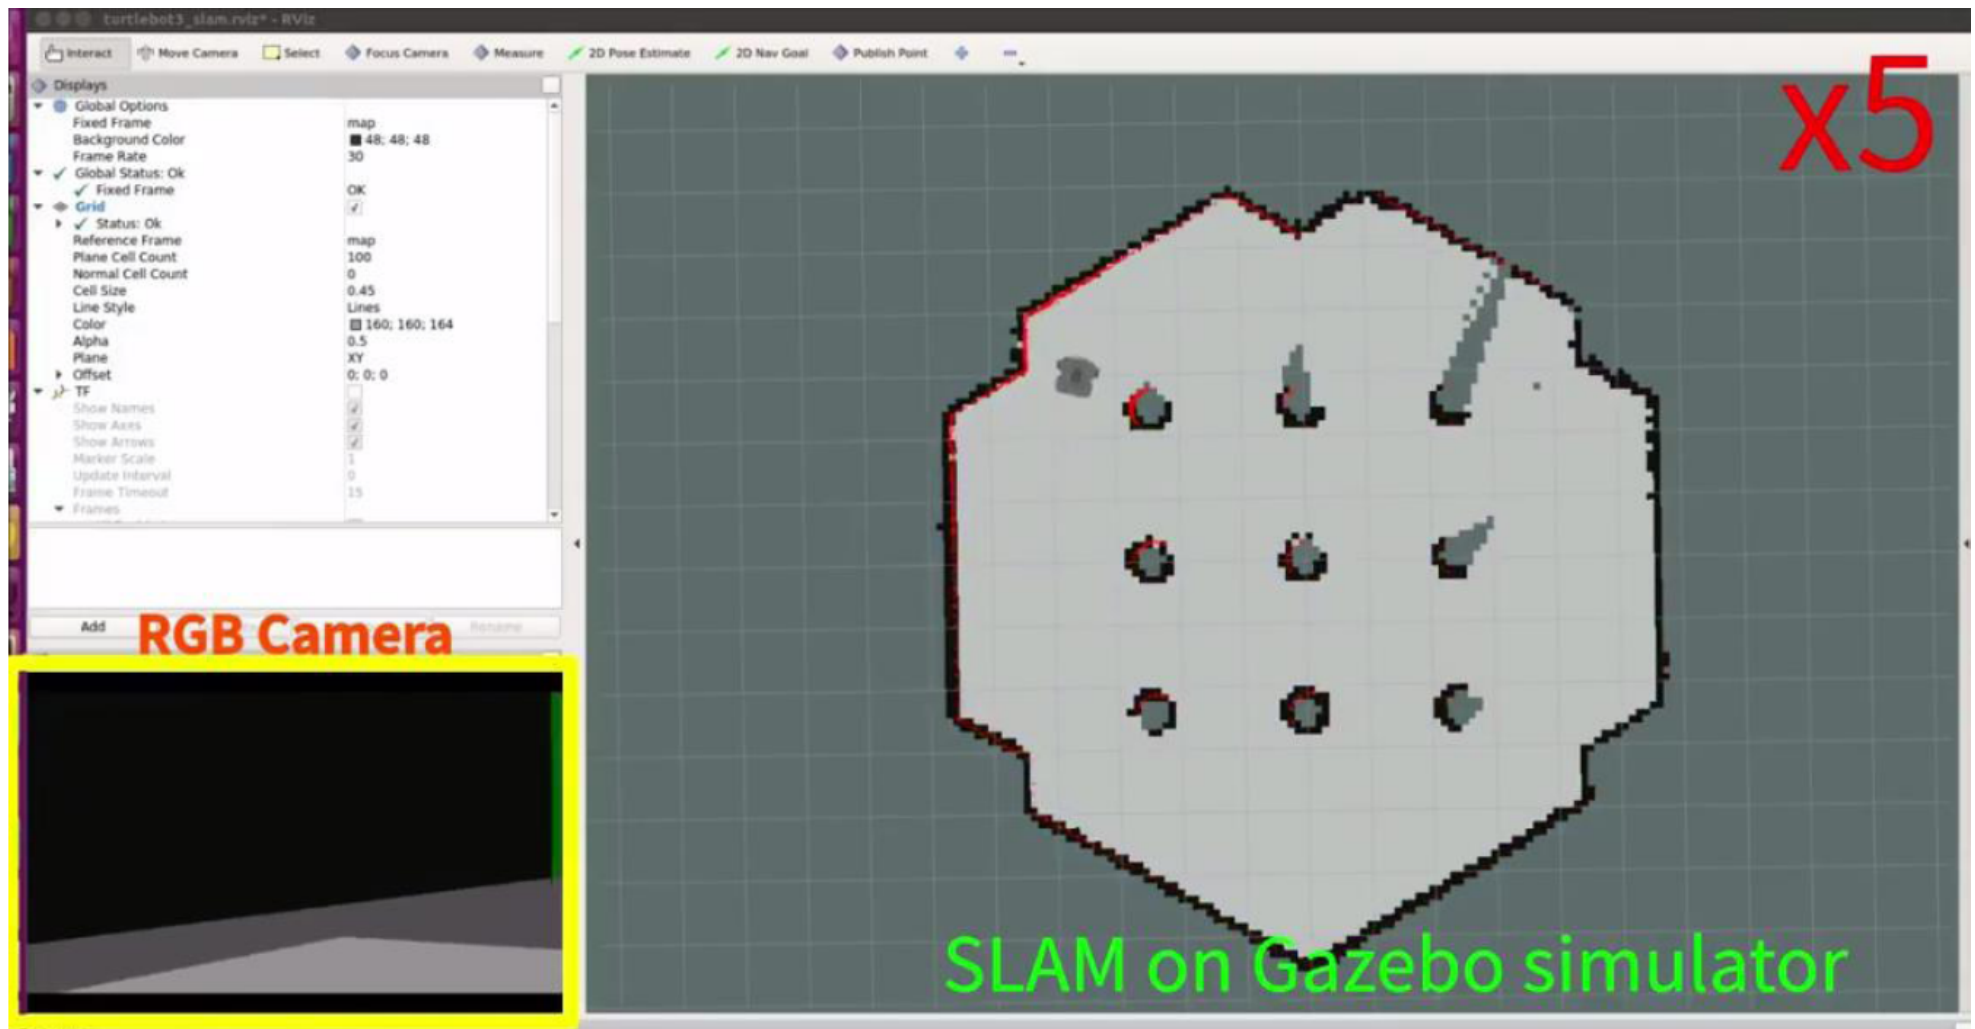 turtlebot3_slam.rviz* - RViz
Interact Move Camera Select Focus Camera Measure 2D Pose Estimate 2D Nav Goal Publish Point
x5
Displays
Global Options
Fixed Frame map
Background Color 48; 48; 48
Frame Rate 30
Global Status: Ok
Fixed Frame OK
Grid
Status: Ok
Reference Frame map
Plane Cell Count 100
Normal Cell Count 0
Cell Size 0.45
Line Style Lines
Color 160; 160; 164
Alpha 0.5
Plane XY
Offset 0; 0; 0
TF
Show Names
Show Axes
Show Arrows
Marker Scale 1
Update Interval 0
Frame Timeout 15
Frames
Add Rename
RGB Camera
SLAM on Gazebo simulator